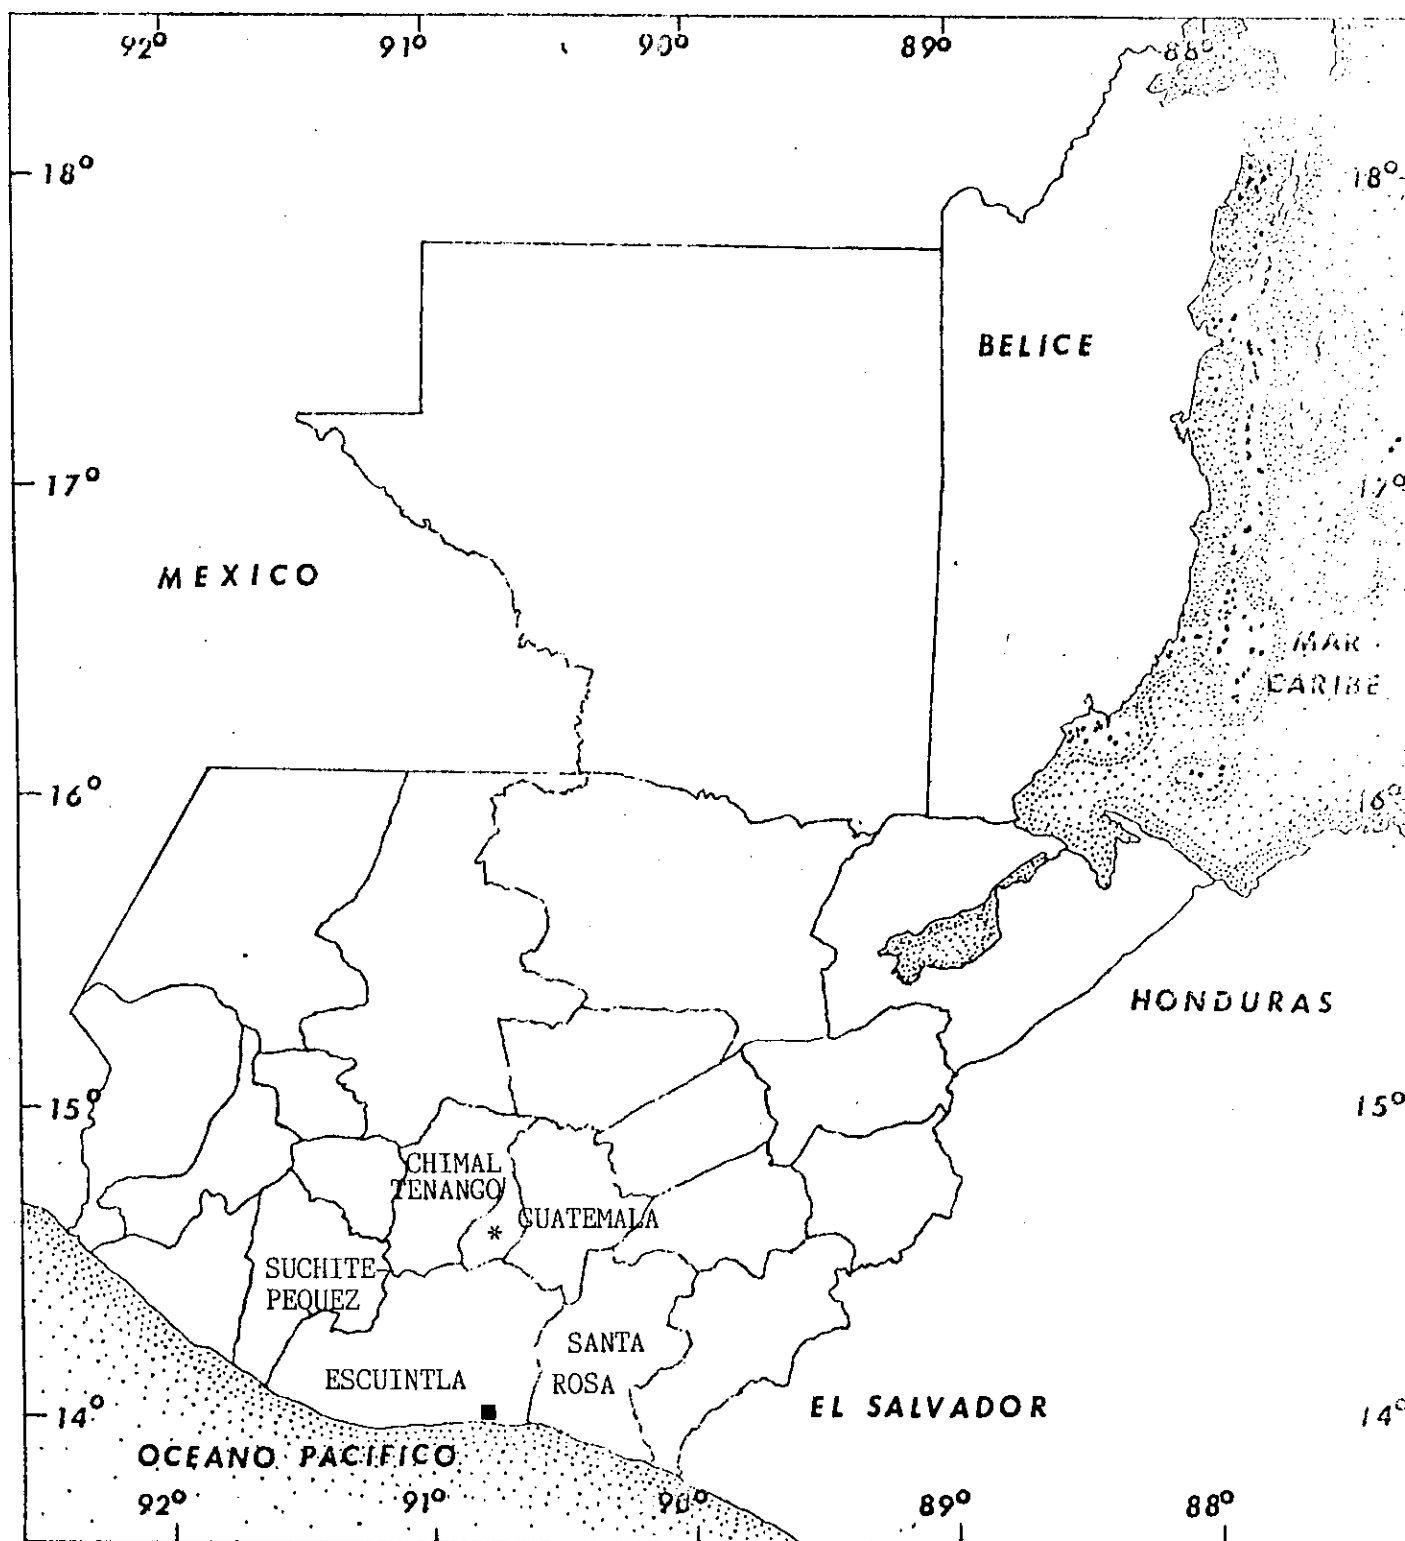 92° 91° 90° 89° 88°
18° 18°
BELICE
17° 17°
MEXICO
MAR
CARIBE
16° 16°
HONDURAS
15° 15°
CHIMAL
TENANGO
* GUATEMALA
SUCHITE-
PEQUEZ
SANTA
ROSA
ESCUINTLA
14° 14°
EL SALVADOR
OCEANO PACIFICO
92° 91° 90° 89° 88°